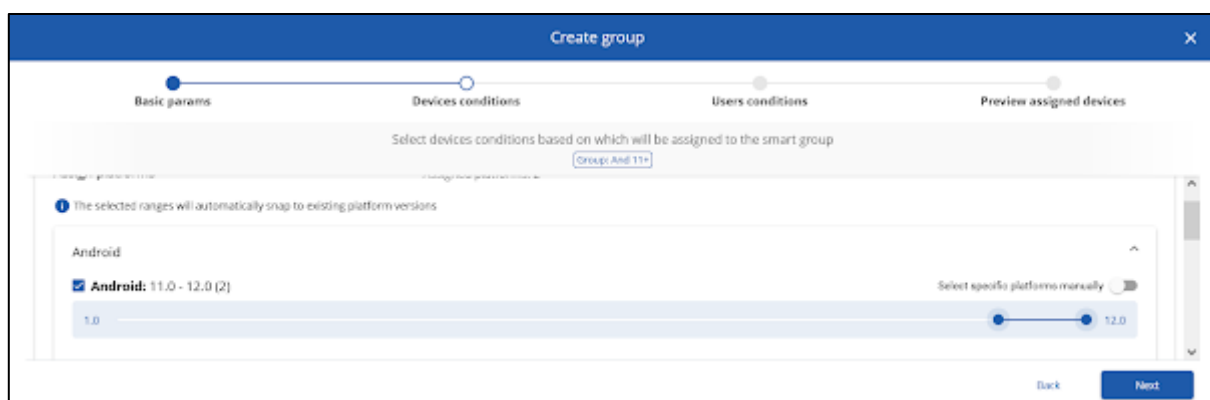 Create group
Basic params
Devices conditions
Users conditions
Preview assigned devices
Select devices conditions based on which will be assigned to the smart group
Group: And 11+
The selected ranges will automatically snap to existing platform versions
Android
Android: 11.0 - 12.0 (2)
Select specific platforms manually
1.0
12.0
Back
Next